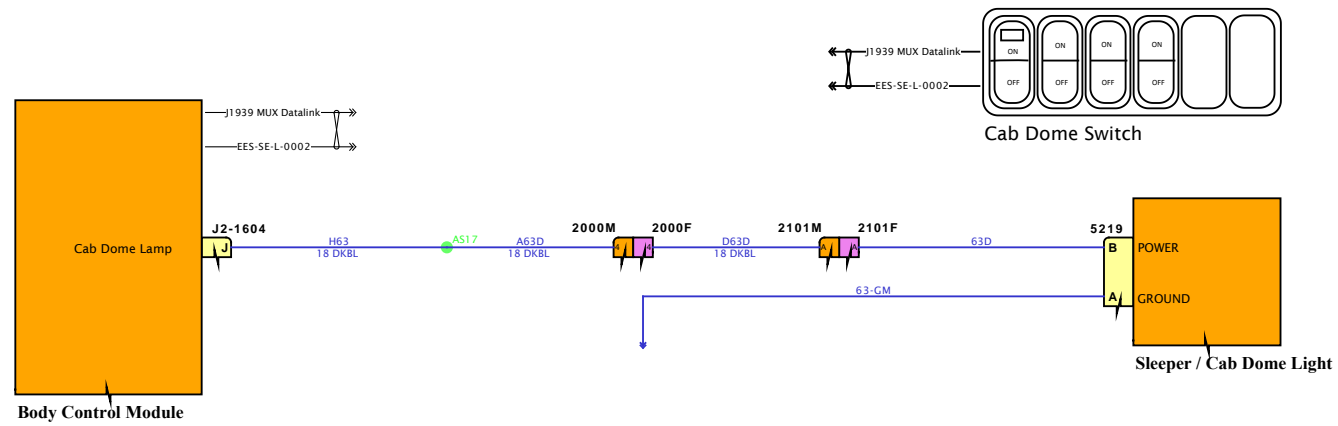 J1939 MUX Datalink
EES-SE-L-0002
ON
OFF
ON
OFF
ON
OFF
ON
OFF
Cab Dome Switch
J1939 MUX Datalink
EES-SE-L-0002
Cab Dome Lamp
J2-1604
J
H63
18 DKBL
AS17
A63D
18 DKBL
2000M
2000F
4
4
D63D
18 DKBL
2101M
2101F
A
A
63D
5219
B
POWER
63-GM
A
GROUND
Sleeper / Cab Dome Light
Body Control Module